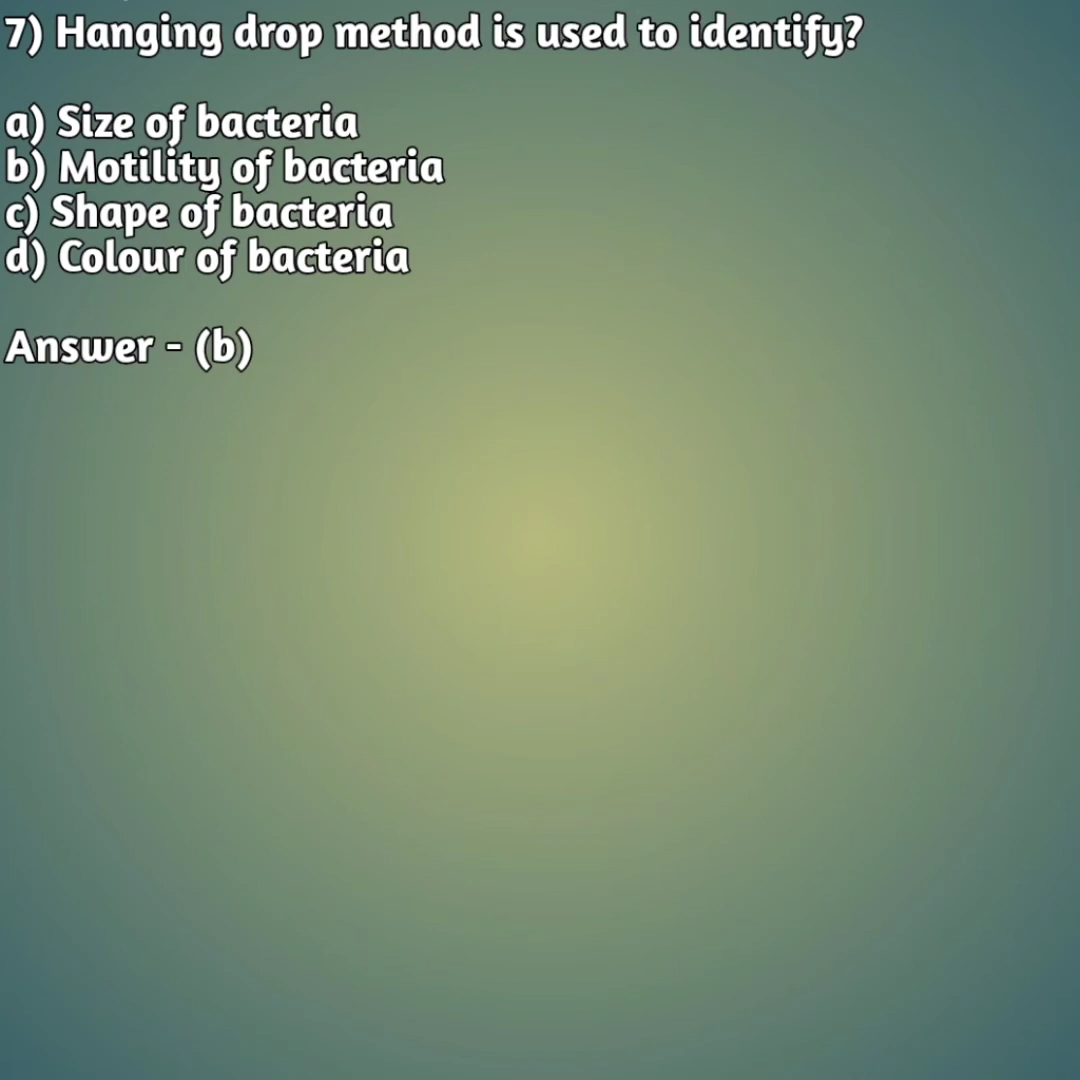 7) Hanging drop method is used to identify?
a) Size of bacteria
b) Motility of bacteria
c) Shape of bacteria
d) Colour of bacteria
Answer - (b)